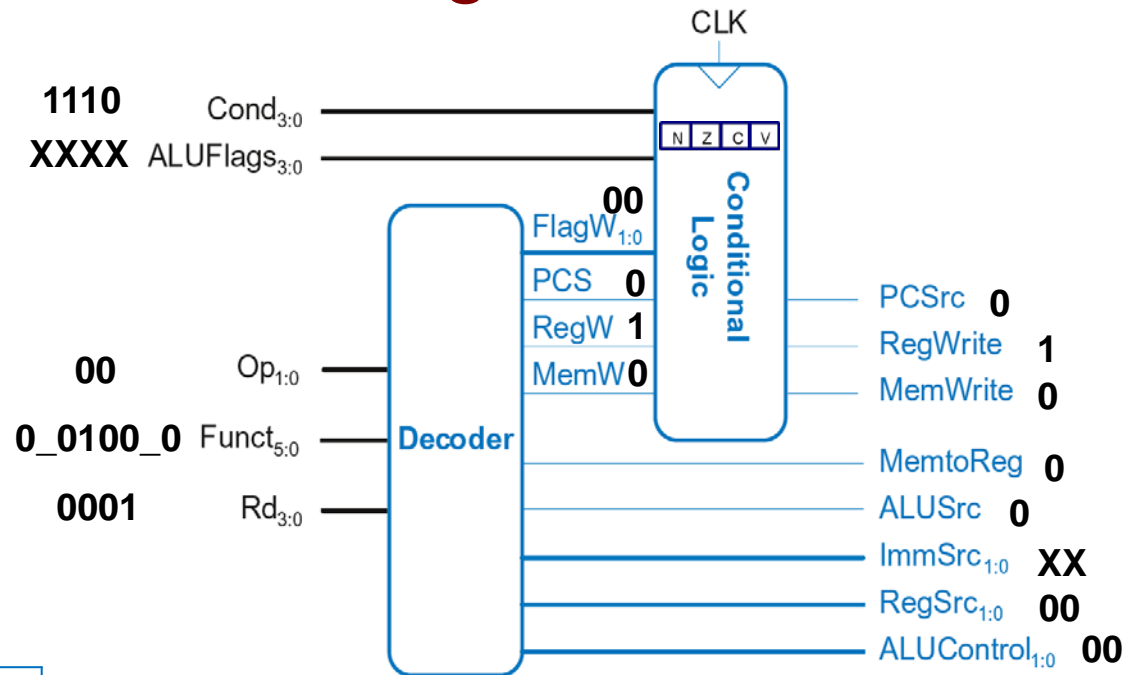 g
CLK
1110 Cond3:0
N Z C V
XXXX ALUFlags3:0
Conditional
Logic
00
FlagW1:0
PCS 0
PCSrc 0
RegW 1
RegWrite 1
00 Op1:0
MemW 0
MemWrite 0
0_0100_0 Funct5:0
Decoder
MemtoReg 0
0001 Rd3:0
ALUSrc 0
ImmSrc1:0 XX
RegSrc1:0 00
ALUControl1:0 00